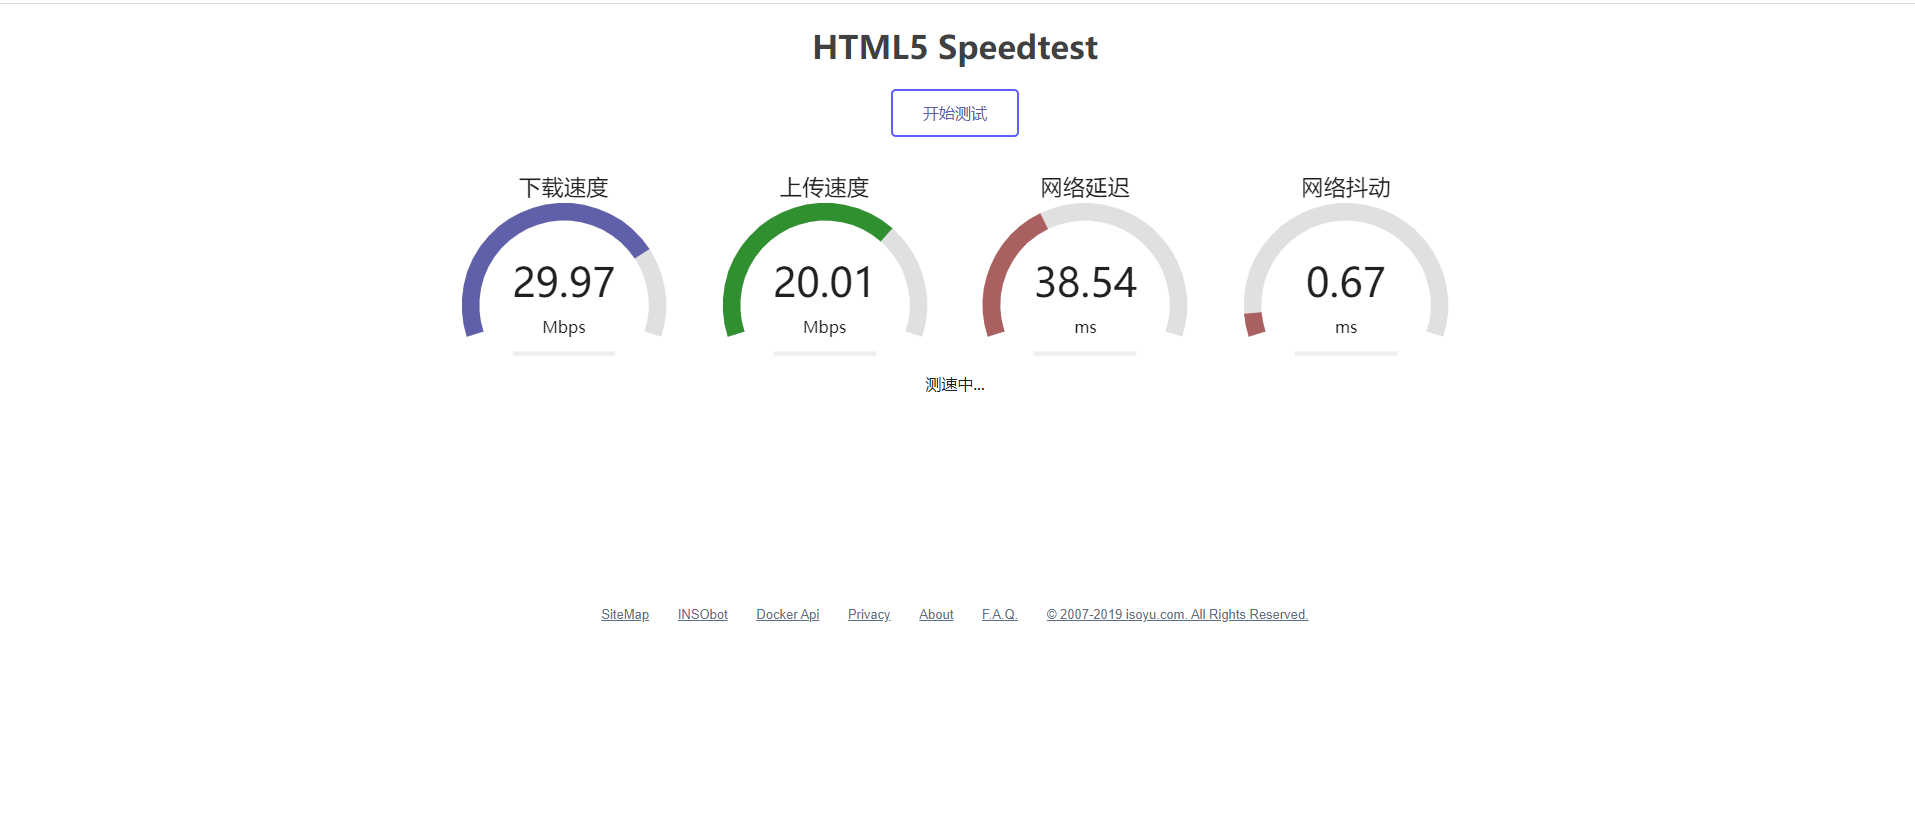 HTML5 Speedtest
开始测试
下载速度 上传速度 网络延迟 网络抖动
29.97 20.01 38.54 0.67
Mbps Mbps ms ms
测速中...
SiteMap INSObot Docker Api Privacy About F.A.Q. © 2007-2019 isoyu.com. All Rights Reserved.